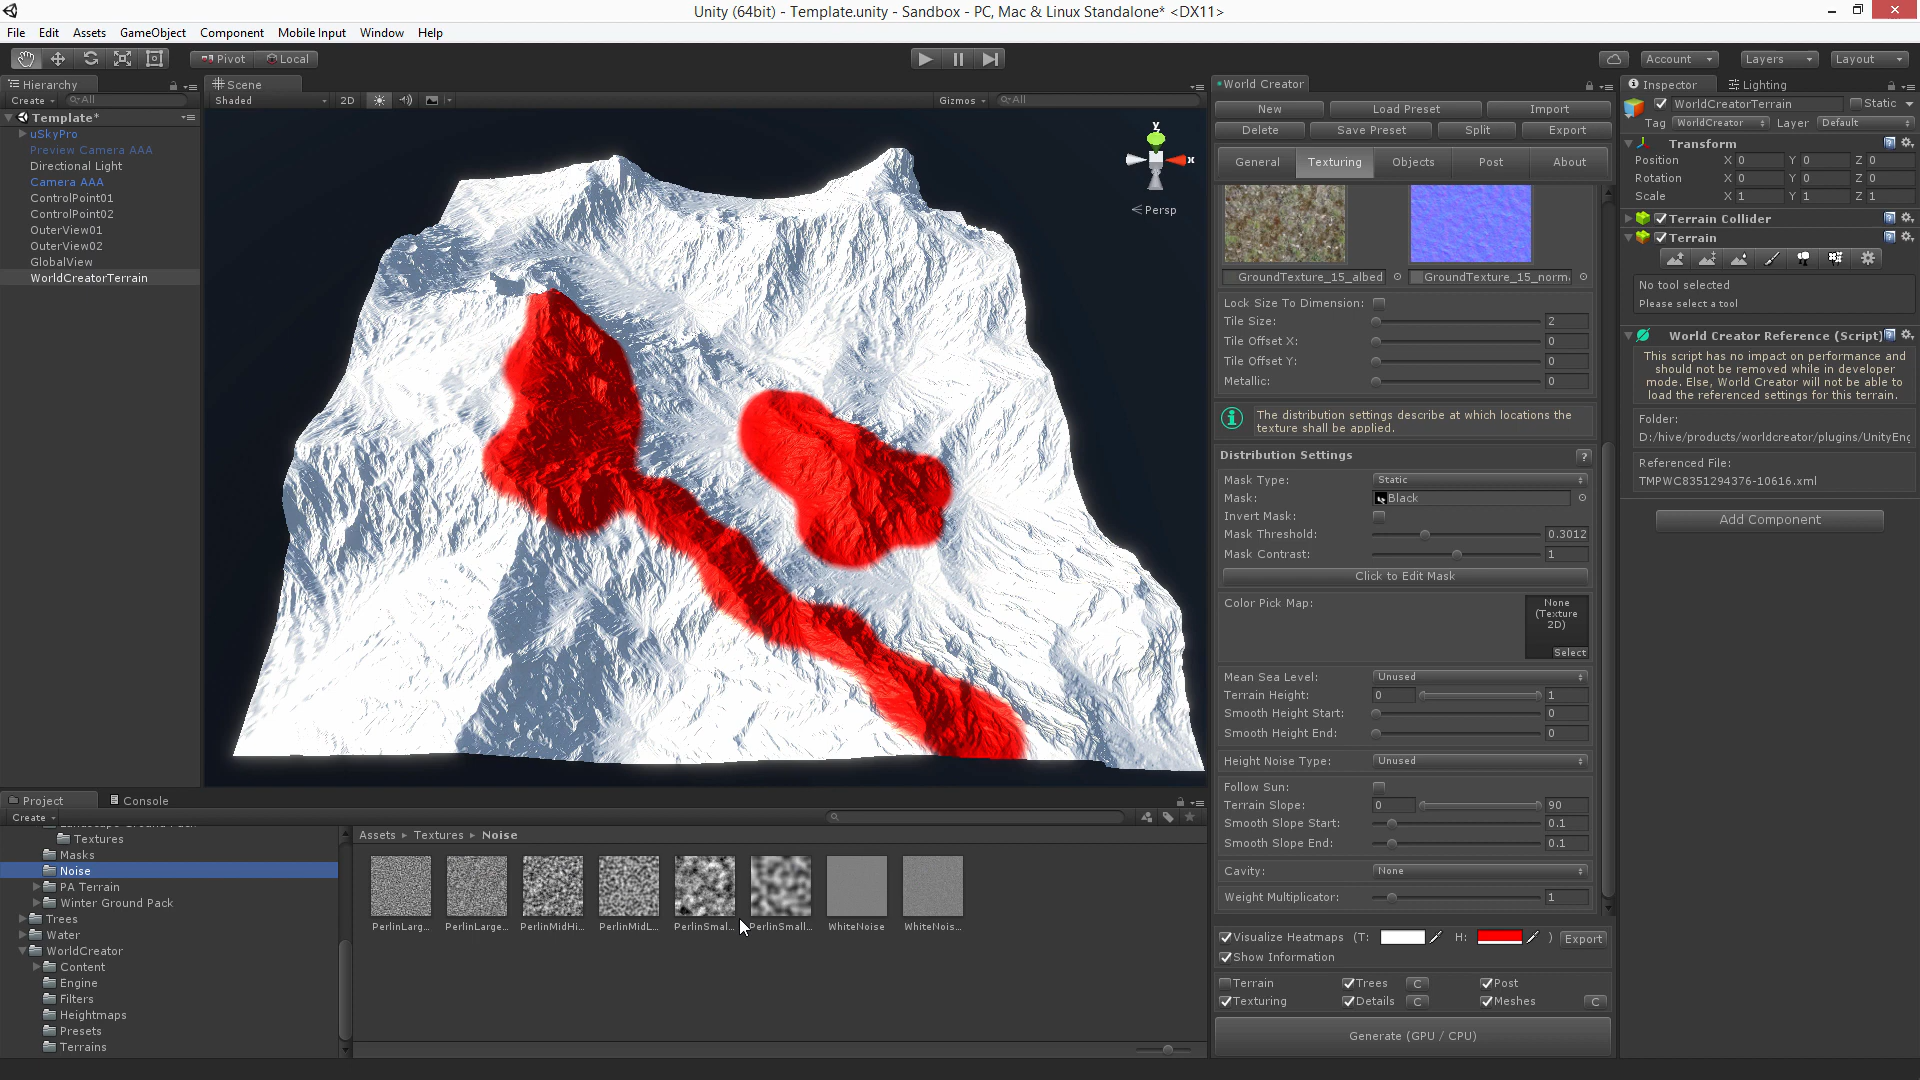 Unity (64bit) - Template.unity - Sandbox - PC, Mac & Linux Standalone* <DX11>
File Edit Assets GameObject Component Mobile Input Window Help
Pivot Local
Account Layers Layout
Hierarchy
Create All
Template*
uSkyPro
Preview Camera AAA
Directional Light
Camera AAA
ControlPoint01
ControlPoint02
OuterView01
OuterView02
GlobalView
WorldCreatorTerrain
Scene
Shaded 2D Gizmos All
y
x
Persp
World Creator
New Load Preset Import
Delete Save Preset Split Export
General Texturing Objects Post About
GroundTexture_15_albed GroundTexture_15_norm
Lock Size To Dimension:
Tile Size: 2
Tile Offset X: 0
Tile Offset Y: 0
Metallic: 0
The distribution settings describe at which locations the
texture shall be applied.
Distribution Settings ?
Mask Type: Static
Mask: Black
Invert Mask:
Mask Threshold: 0.3012
Mask Contrast: 1
Click to Edit Mask
Color Pick Map: None
(Texture
2D)
Select
Mean Sea Level: Unused
Terrain Height: 0 1
Smooth Height Start: 0
Smooth Height End: 0
Height Noise Type: Unused
Follow Sun:
Terrain Slope: 0 90
Smooth Slope Start: 0.1
Smooth Slope End: 0.1
Cavity: None
Weight Multiplicator: 1
Visualize Heatmaps (T: H: ) Export
Show Information
Terrain Trees C Post
Texturing Details C Meshes C
Generate (GPU / CPU)
Inspector Lighting
WorldCreatorTerrain Static
Tag WorldCreator Layer Default
Transform
Position X 0 Y 0 Z 0
Rotation X 0 Y 0 Z 0
Scale X 1 Y 1 Z 1
Terrain Collider
Terrain
No tool selected
Please select a tool
World Creator Reference (Script)
This script has no impact on performance and
should not be removed while in developer
mode. Else, World Creator will not be able to
load the referenced settings for this terrain.
Folder:
D:/hive/products/worldcreator/plugins/UnityEng
Referenced File:
TMPWC8351294376-10616.xml
Add Component
Project Console
Create
Textures
Masks
Noise
PA Terrain
Winter Ground Pack
Trees
Water
WorldCreator
Content
Engine
Filters
Heightmaps
Presets
Terrains
Assets Textures Noise
PerlinLarg... PerlinLarge... PerlinMidHi... PerlinMidL... PerlinSmal... PerlinSmall... WhiteNoise WhiteNois...